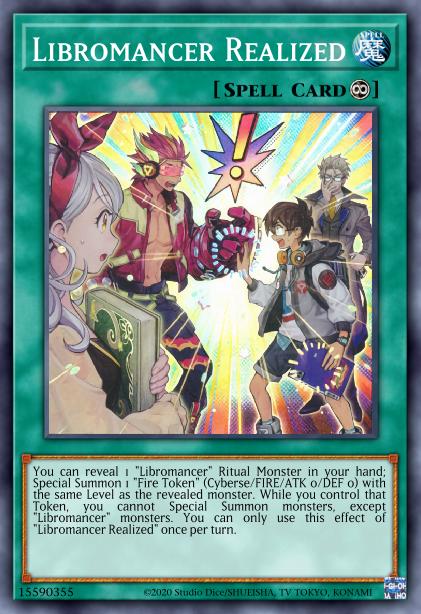 LIBROMANCER REALIZED
SPELL
魔
[SPELL CARD]
You can reveal 1 "Libromancer" Ritual Monster in your hand;
Special Summon 1 "Fire Token" (Cyberse/FIRE/ATK 0/DEF 0) with
the same Level as the revealed monster. While you control that
Token, you cannot Special Summon monsters, except
"Libromancer" monsters. You can only use this effect of
"Libromancer Realized" once per turn.
15590355
©2020 Studio Dice/SHUEISHA, TV TOKYO, KONAMI